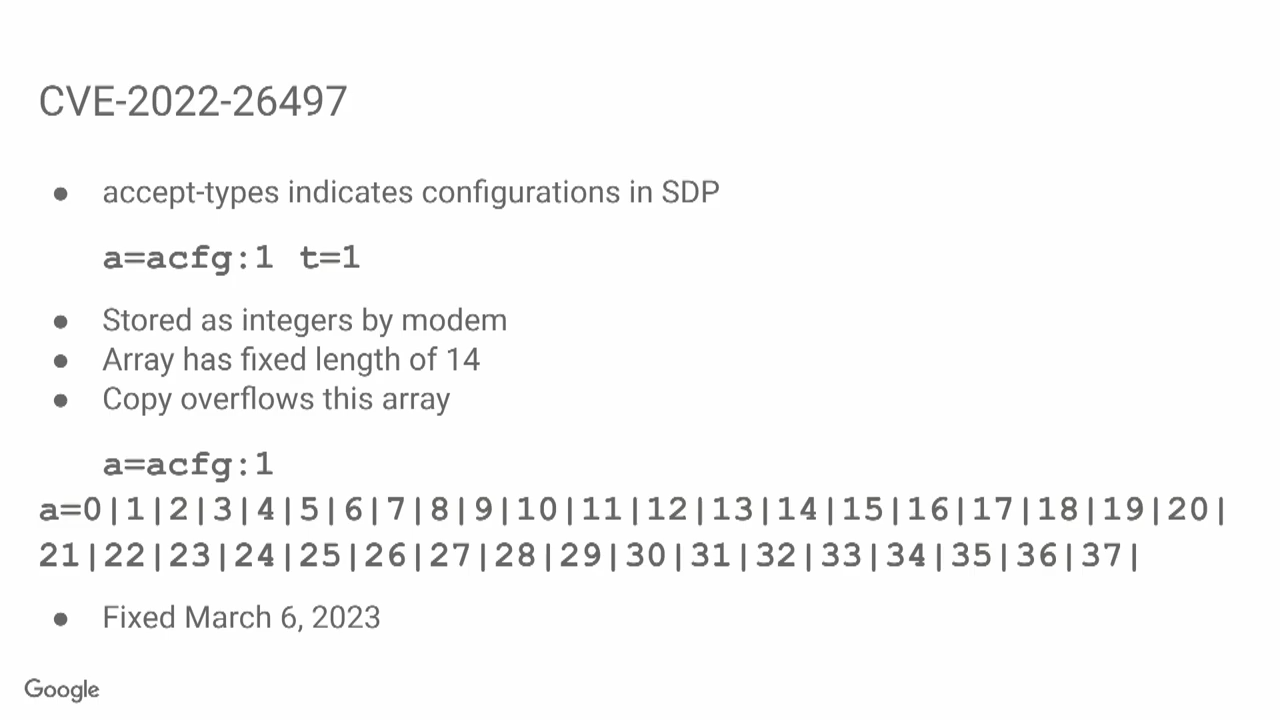 CVE-2022-26497
● accept-types indicates configurations in SDP
a=acfg:1 t=1
● Stored as integers by modem
● Array has fixed length of 14
● Copy overflows this array
a=acfg:1
a=0|1|2|3|4|5|6|7|8|9|10|11|12|13|14|15|16|17|18|19|20|
21|22|23|24|25|26|27|28|29|30|31|32|33|34|35|36|37|
● Fixed March 6, 2023
Google